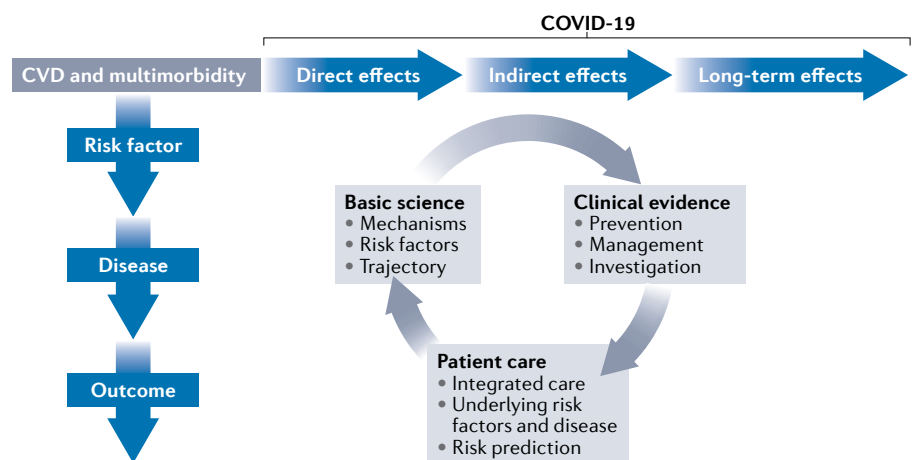 COVID-19
CVD and multimorbidity
Direct effects
Indirect effects
Long-term effects
Risk factor
Disease
Outcome
Basic science
• Mechanisms
• Risk factors
• Trajectory
Clinical evidence
• Prevention
• Management
• Investigation
Patient care
• Integrated care
• Underlying risk
factors and disease
• Risk prediction